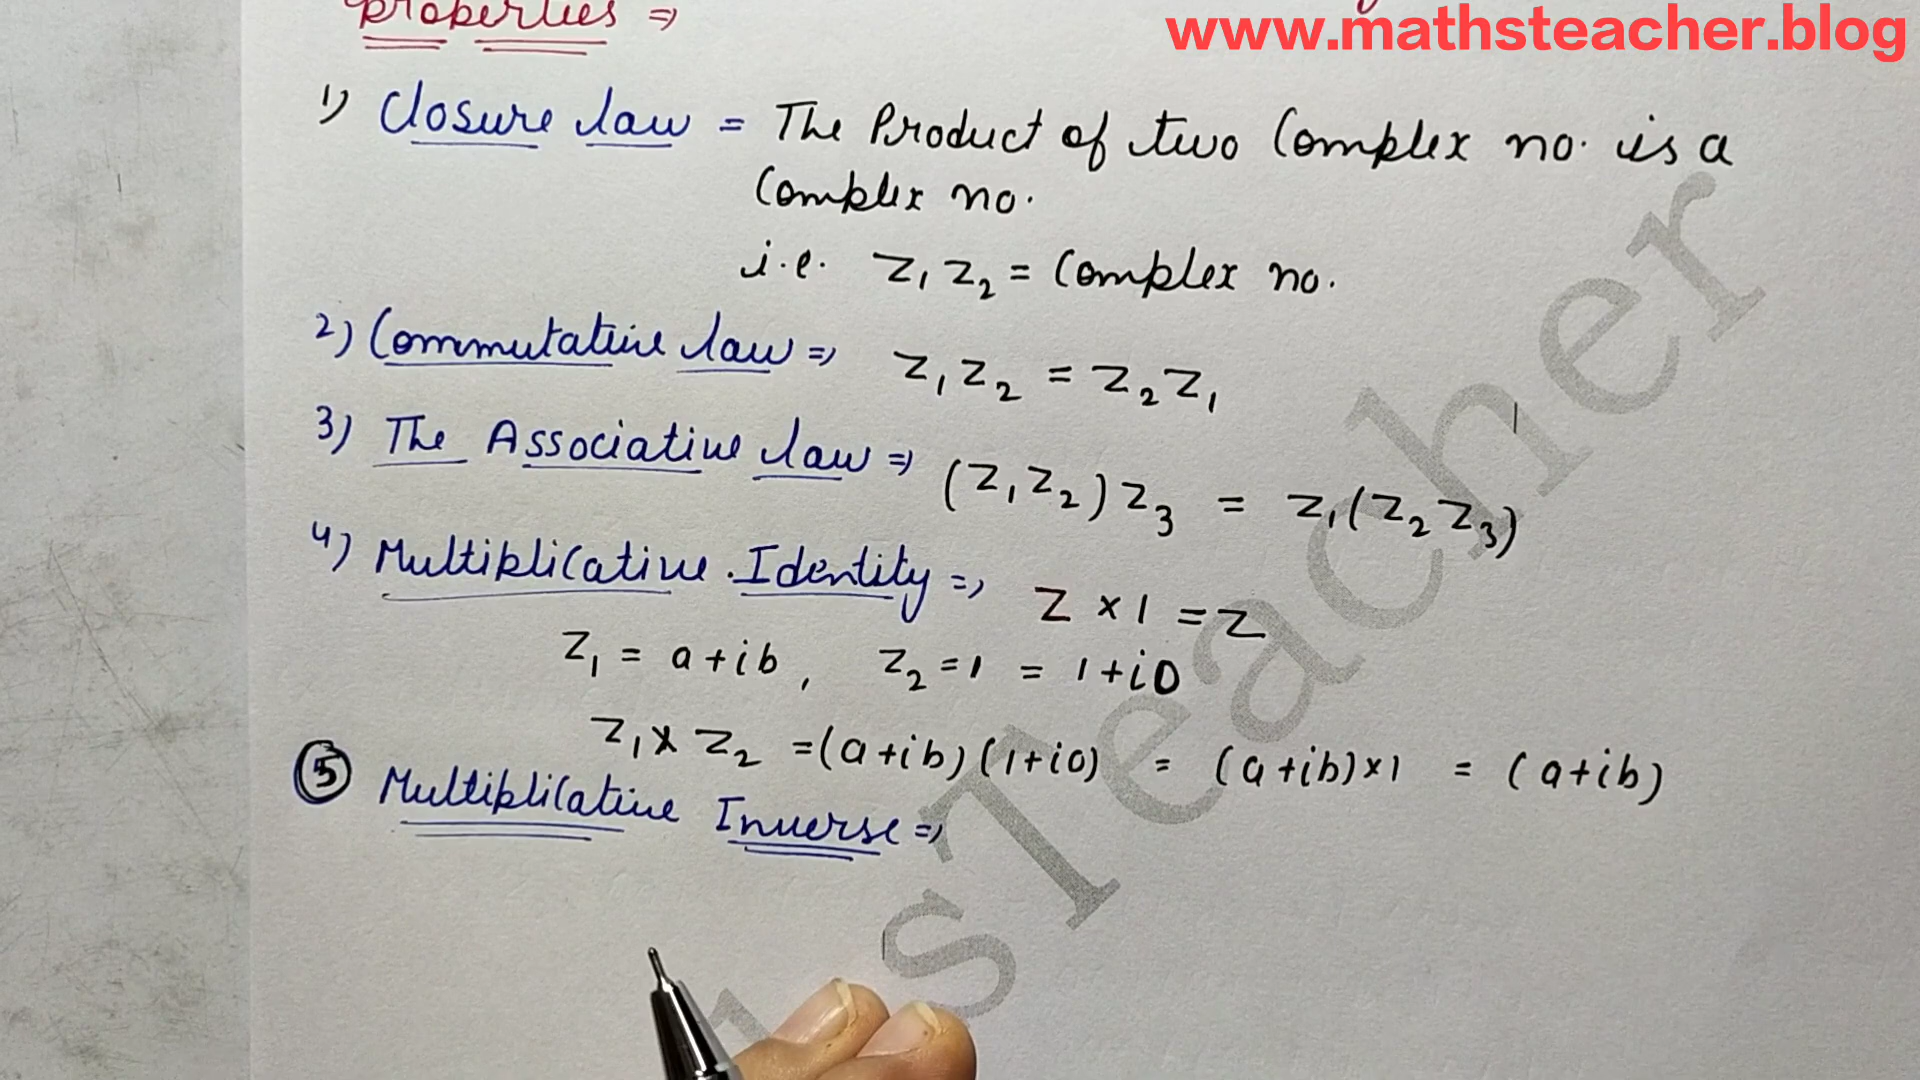 www.mathsteacher.blog
Properties ⇒
1) Closure law = The Product of two Complex no. is a
Complex no.
i.e. z₁ z₂ = Complex no.
2) Commutative law ⇒ z₁ z₂ = z₂ z₁
3) The Associative law ⇒ (z₁ z₂) z₃ = z₁ (z₂ z₃)
4) Multiplicative Identity ⇒ z × 1 = z
z₁ = a+ib, z₂ = 1 = 1+i0
z₁ × z₂ = (a+ib) (1+i0) = (a+ib)×1 = (a+ib)
⑤ Multiplicative Inverse ⇒
sTeacher